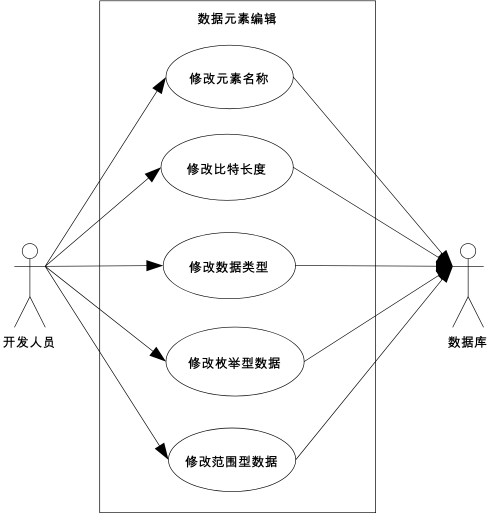 数据元素编辑
修改元素名称
修改比特长度
修改数据类型
开发人员
数据库
修改枚举型数据
修改范围型数据